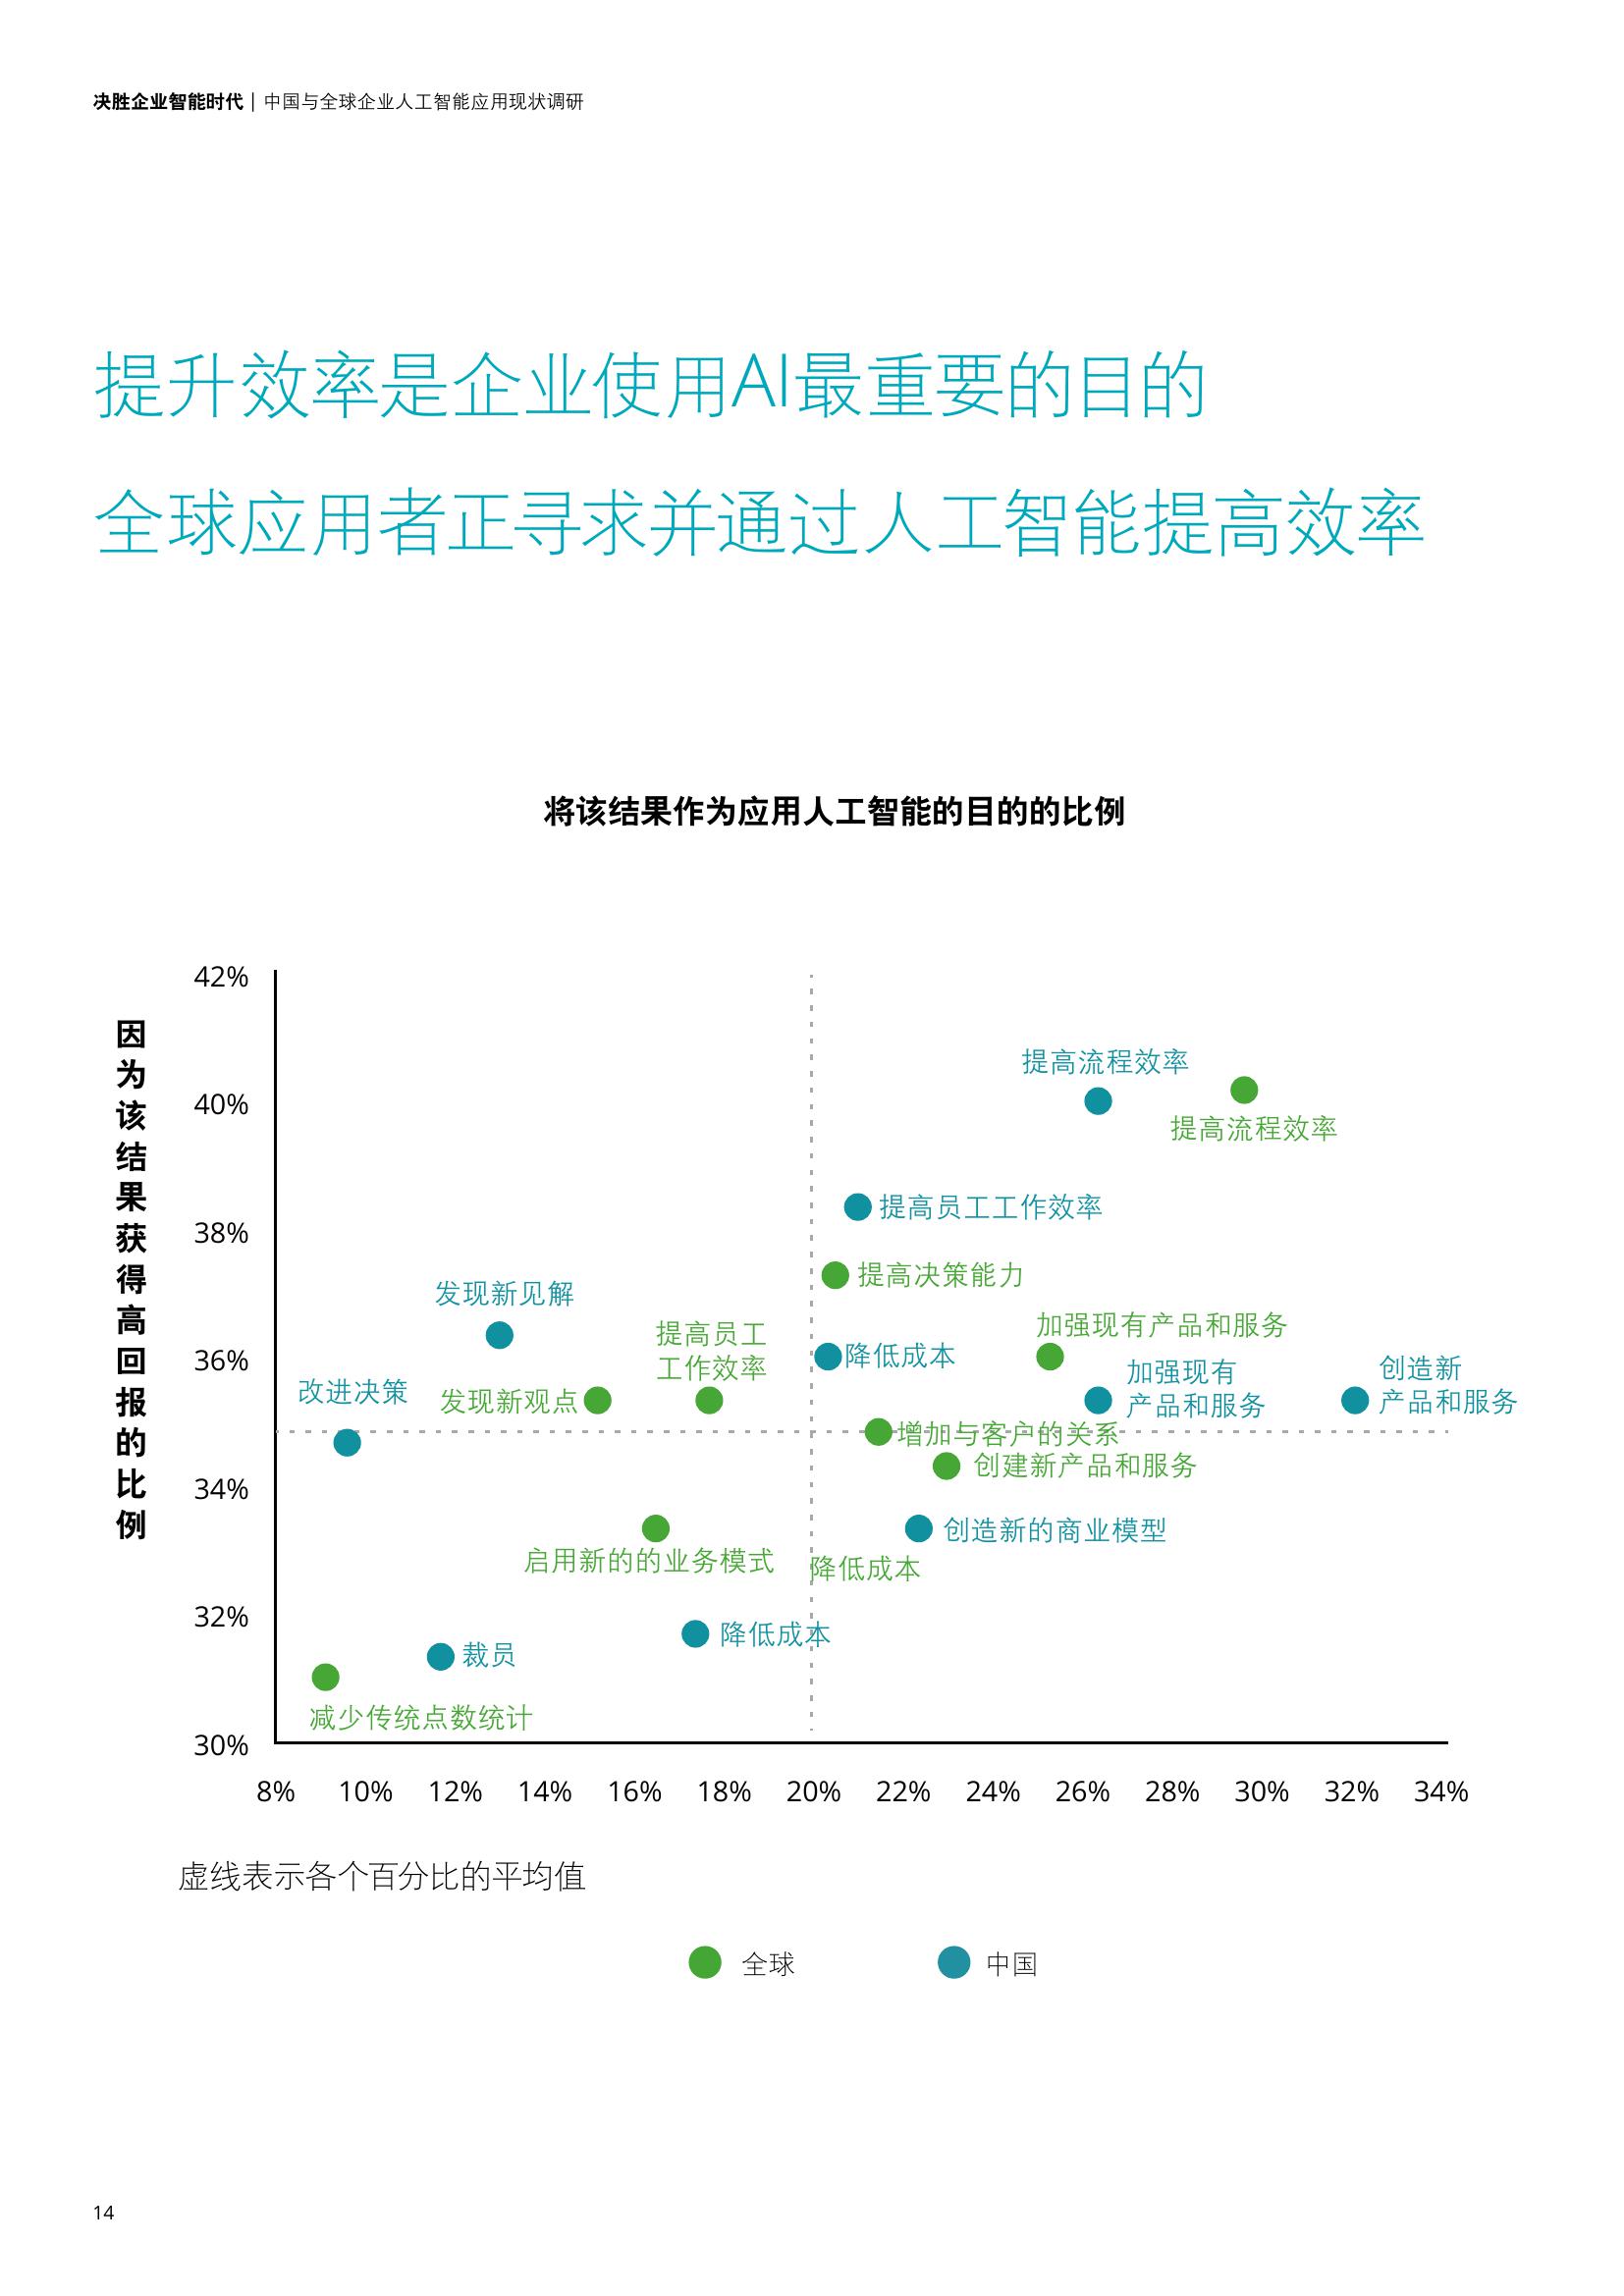 决胜企业智能时代 | 中国与全球企业人工智能应用现状调研
提升效率是企业使用AI最重要的目的
全球应用者正寻求并通过人工智能提高效率
将该结果作为应用人工智能的目的的比例
因为该结果获得高回报的比例
42%
40%
38%
36%
34%
32%
30%
提高流程效率
提高流程效率
提高员工工作效率
提高决策能力
发现新见解
提高员工
工作效率
加强现有产品和服务
降低成本
改进决策
发现新观点
加强现有
产品和服务
创造新
产品和服务
增加与客户的关系
创建新产品和服务
创造新的商业模型
启用新的的业务模式
降低成本
降低成本
裁员
减少传统点数统计
8% 10% 12% 14% 16% 18% 20% 22% 24% 26% 28% 30% 32% 34%
虚线表示各个百分比的平均值
全球 中国
14